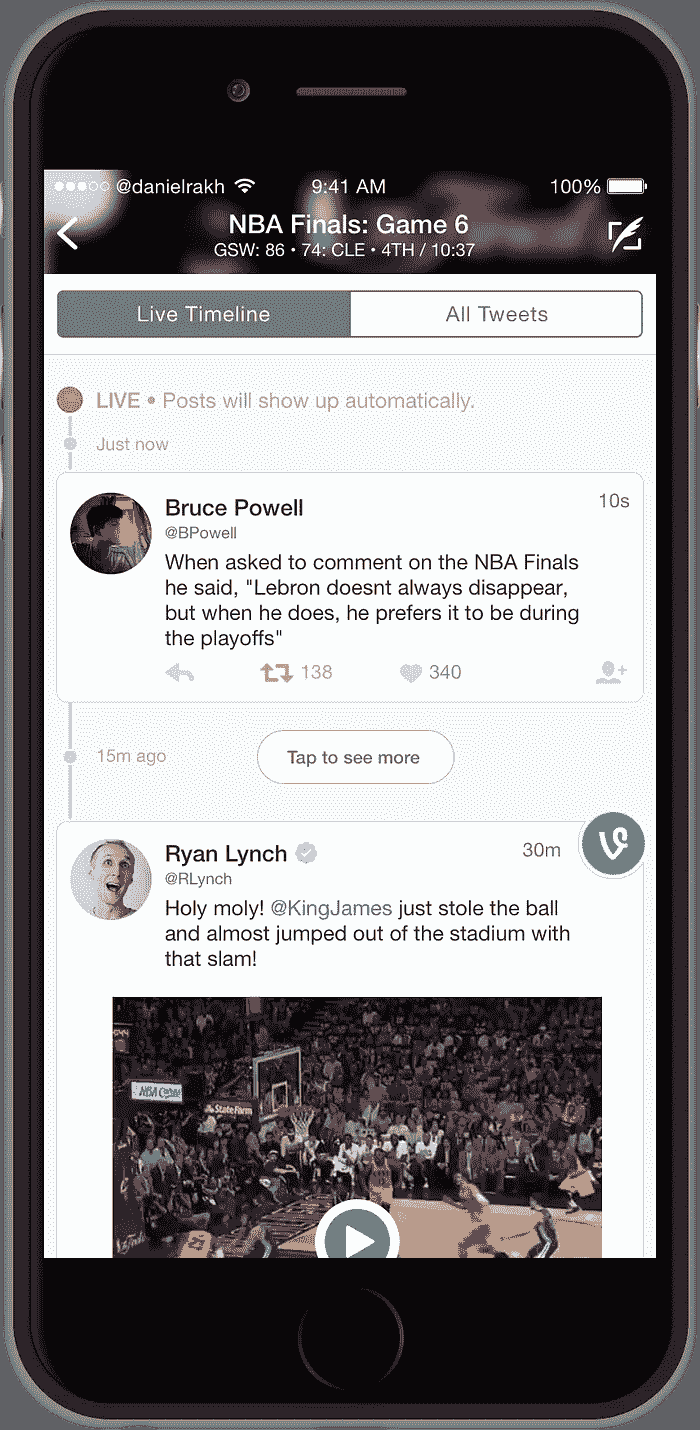 @danielrakh 9:41 AM 100%
NBA Finals: Game 6
GSW: 86 • 74: CLE • 4TH / 10:37
Live Timeline All Tweets
LIVE • Posts will show up automatically.
Just now
Bruce Powell 10s
@BPowell
When asked to comment on the NBA Finals
he said, "Lebron doesnt always disappear,
but when he does, he prefers it to be during
the playoffs"
138 340
15m ago Tap to see more
Ryan Lynch 30m
@RLynch
Holy moly! @KingJames just stole the ball
and almost jumped out of the stadium with
that slam!
StateFarm